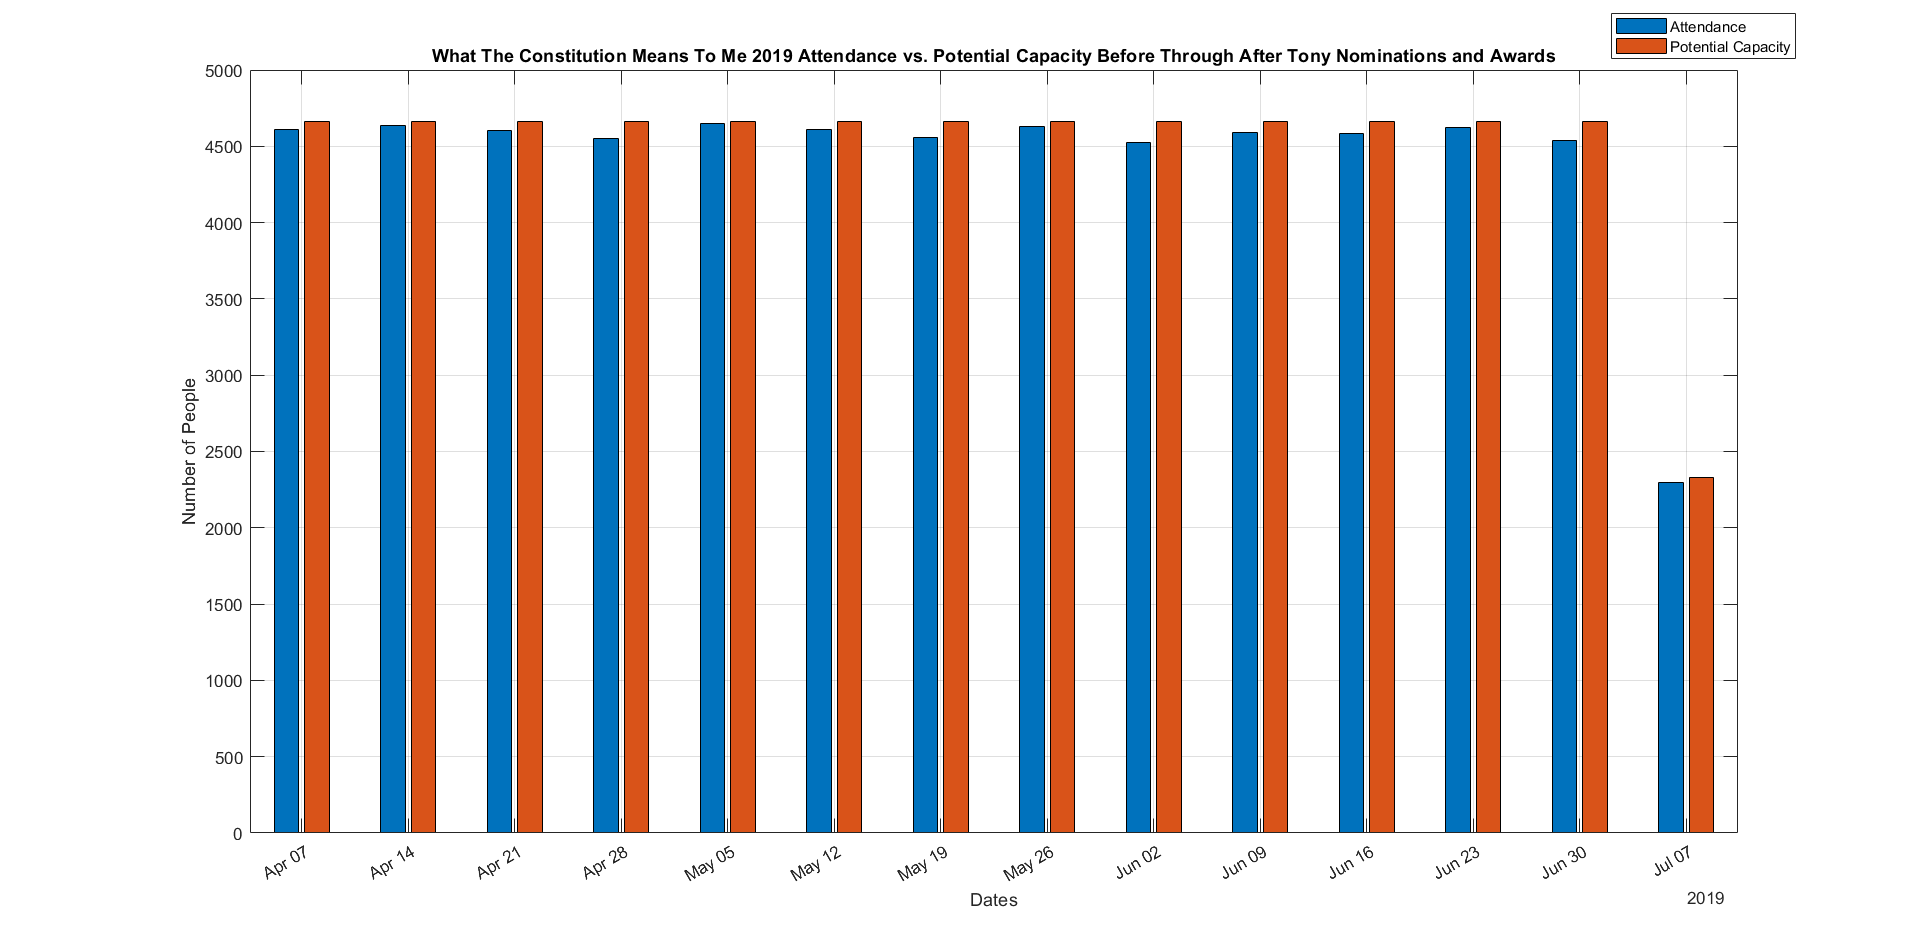 Attendance
Potential Capacity
What The Constitution Means To Me 2019 Attendance vs. Potential Capacity Before Through After Tony Nominations and Awards
5000
4500
4000
3500
3000
2500
2000
1500
1000
500
0
Number of People
Apr 07 Apr 14 Apr 21 Apr 28 May 05 May 12 May 19 May 26 Jun 02 Jun 09 Jun 16 Jun 23 Jun 30 Jul 07
Dates
2019